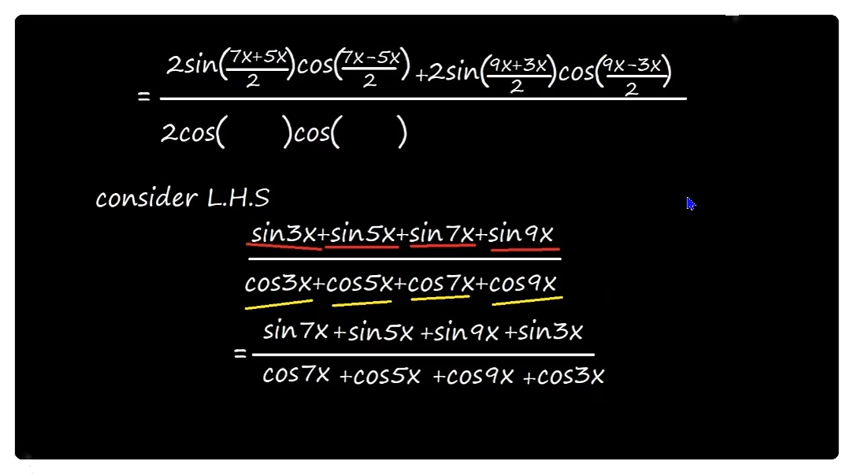 = (2sin((7x+5x)/2)cos((7x-5x)/2) +2sin((9x+3x)/2)cos((9x-3x)/2))/(2cos( )cos( ))
consider L.H.S
(sin3x+sin5x+sin7x+sin9x)/(cos3x+cos5x+cos7x+cos9x)
= (sin7x+sin5x+sin9x+sin3x)/(cos7x+cos5x+cos9x+cos3x)